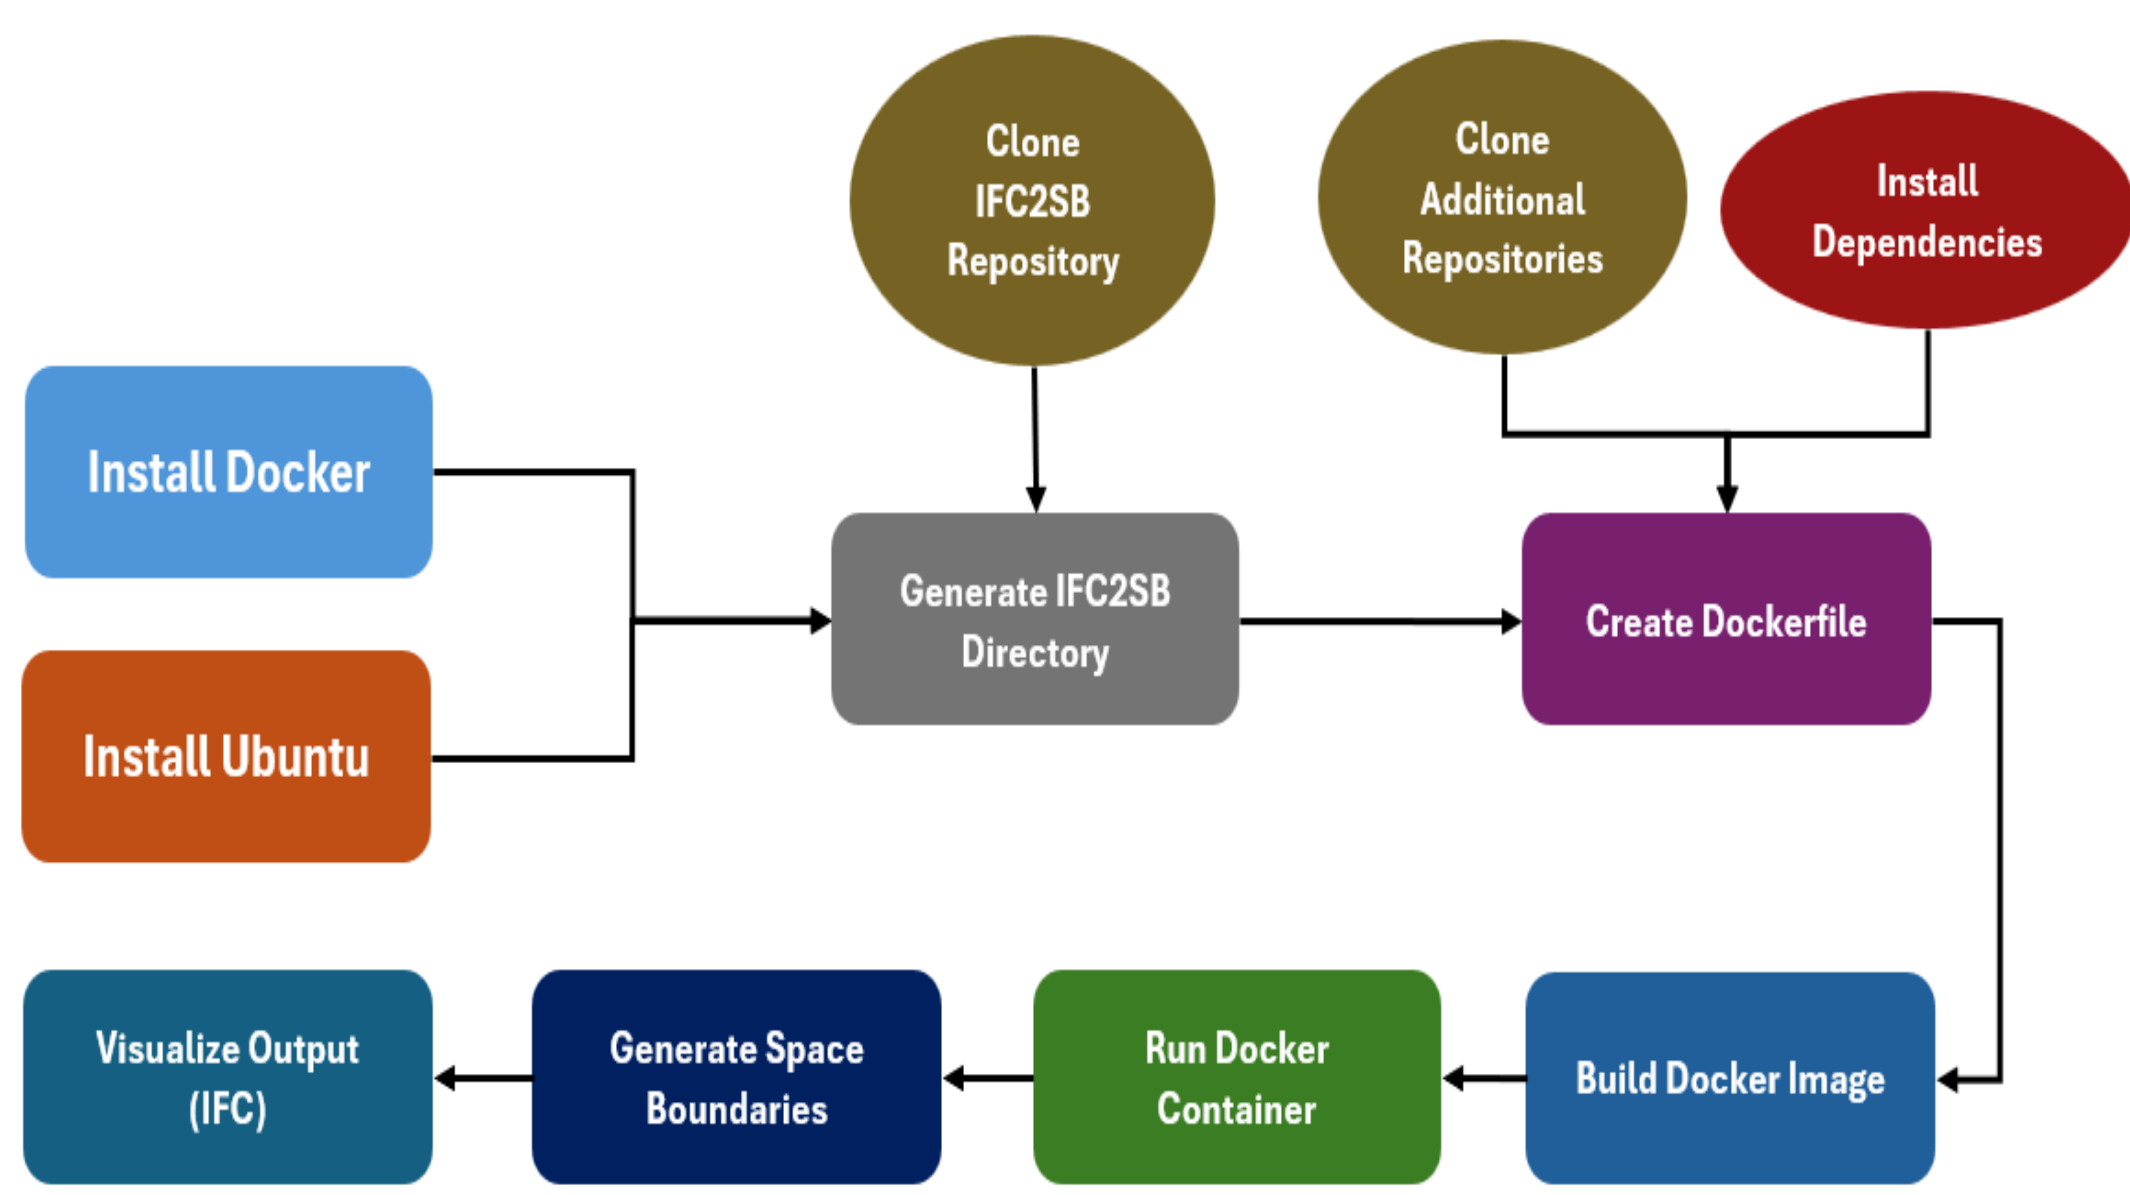 Clone
IFC2SB
Repository
Clone
Additional
Repositories
Install
Dependencies
Install Docker
Install Ubuntu
Generate IFC2SB
Directory
Create Dockerfile
Visualize Output
(IFC)
Generate Space
Boundaries
Run Docker
Container
Build Docker Image